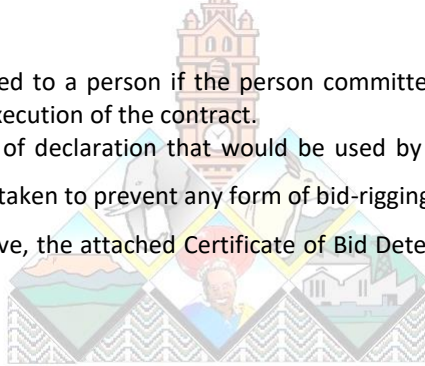 ed to a person if the person committe
xecution of the contract.
of declaration that would be used by
taken to prevent any form of bid-rigging
ve, the attached Certificate of Bid Dete